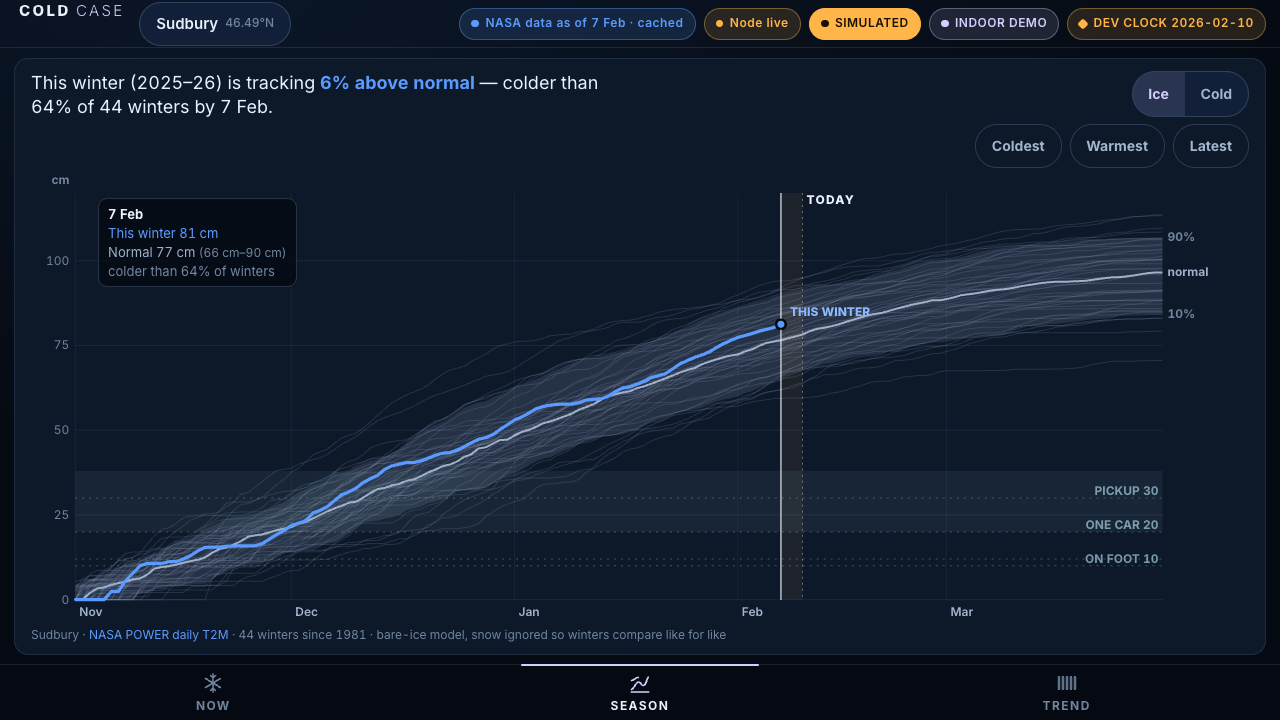 COLD CASE
Sudbury 46.49°N
NASA data as of 7 Feb · cached
Node live
SIMULATED
INDOOR DEMO
DEV CLOCK 2026-02-10
This winter (2025–26) is tracking 6% above normal — colder than
64% of 44 winters by 7 Feb.
Ice
Cold
Coldest
Warmest
Latest
cm
TODAY
7 Feb
This winter 81 cm
Normal 77 cm (66 cm–90 cm)
colder than 64% of winters
90%
100
normal
THIS WINTER
10%
75
50
PICKUP 30
25
ONE CAR 20
ON FOOT 10
0
Nov
Dec
Jan
Feb
Mar
Sudbury · NASA POWER daily T2M · 44 winters since 1981 · bare-ice model, snow ignored so winters compare like for like
NOW
SEASON
TREND